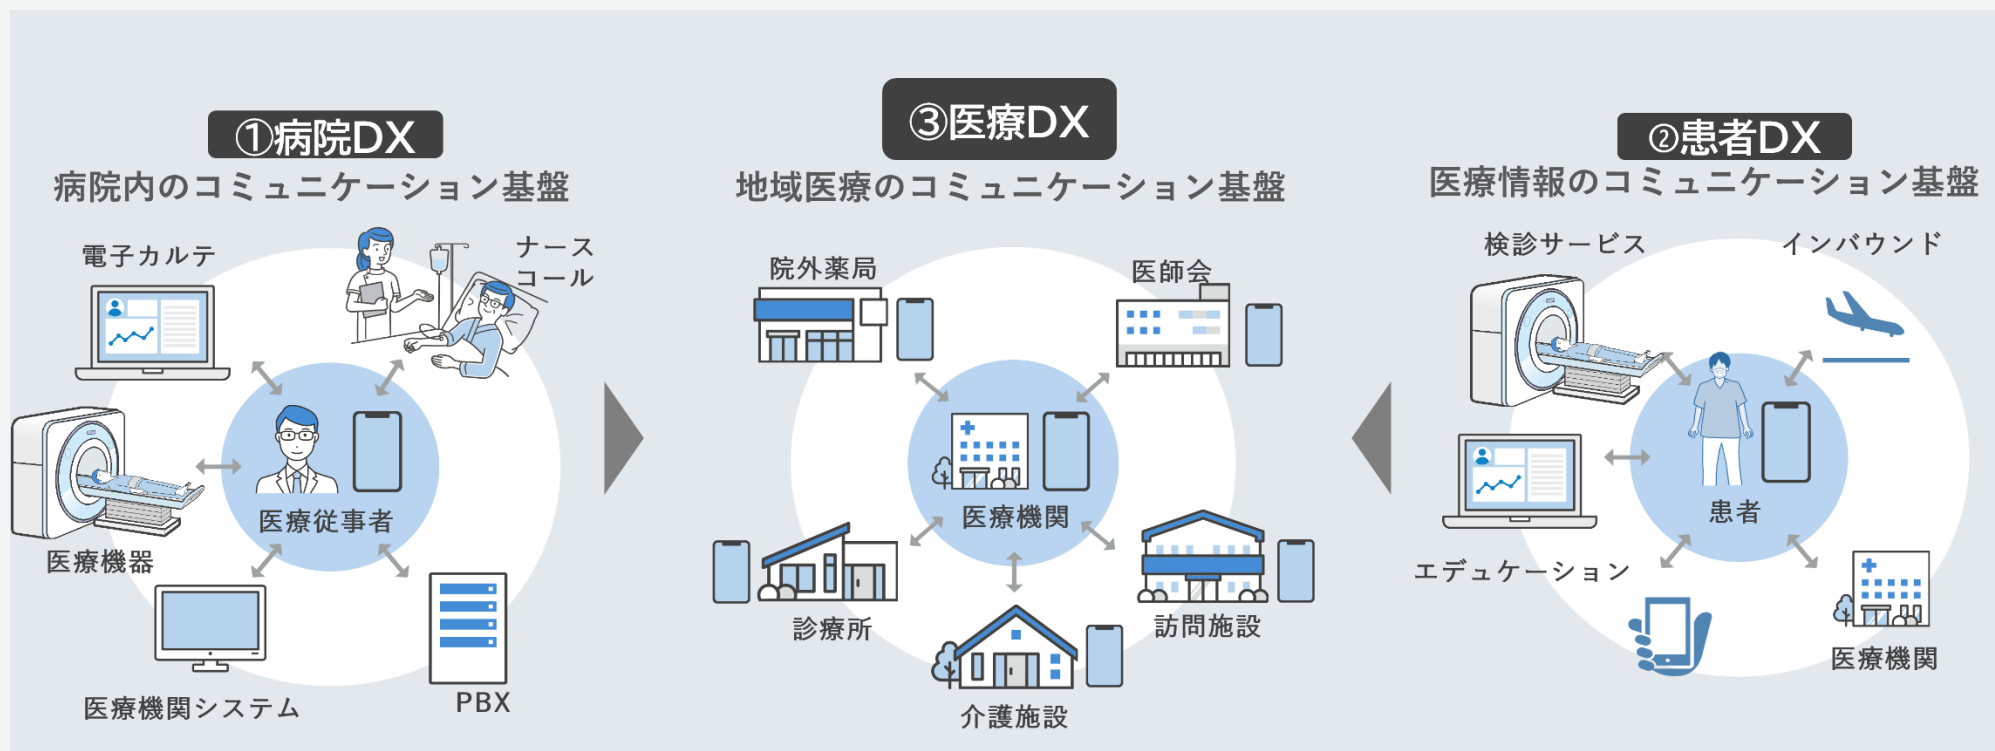 ①病院DX
病院内のコミュニケーション基盤
電子カルテ
ナース
コール
医療従事者
医療機器
医療機関システム
PBX
③医療DX
地域医療のコミュニケーション基盤
院外薬局
医師会
医療機関
診療所
訪問施設
介護施設
②患者DX
医療情報のコミュニケーション基盤
検診サービス
インバウンド
患者
エデュケーション
医療機関